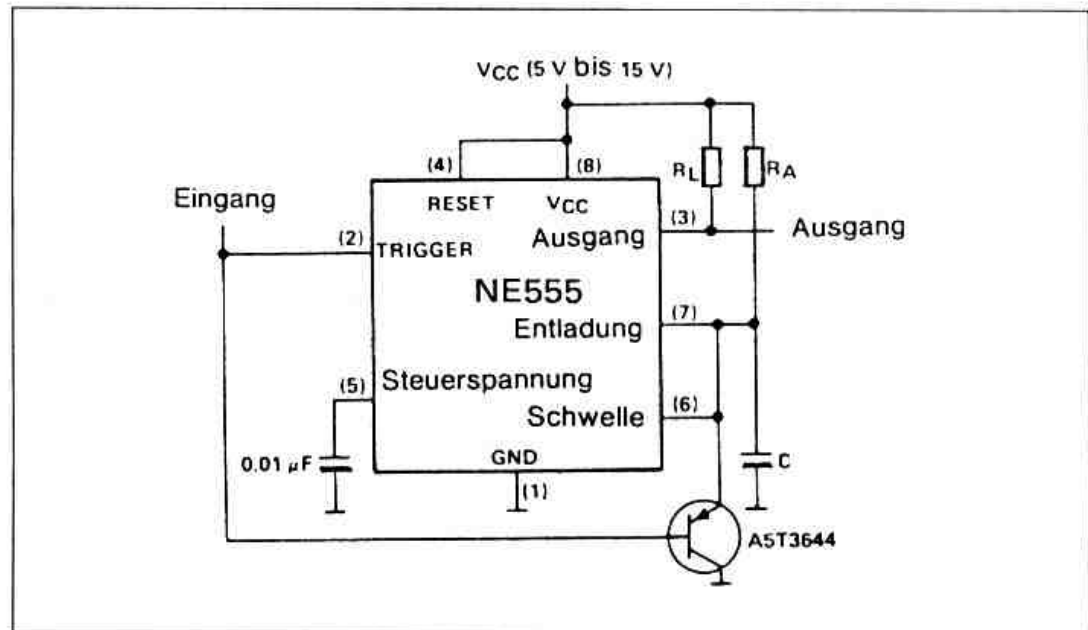 VCC (5 V bis 15 V)
(4)
(8)
RL
RA
Eingang
RESET
VCC
(3)
Ausgang
Ausgang
(2)
TRIGGER
NE555
(7)
Entladung
(5)
Steuerspannung
(6)
Schwelle
0.01 µF
GND
C
(1)
A5T3644